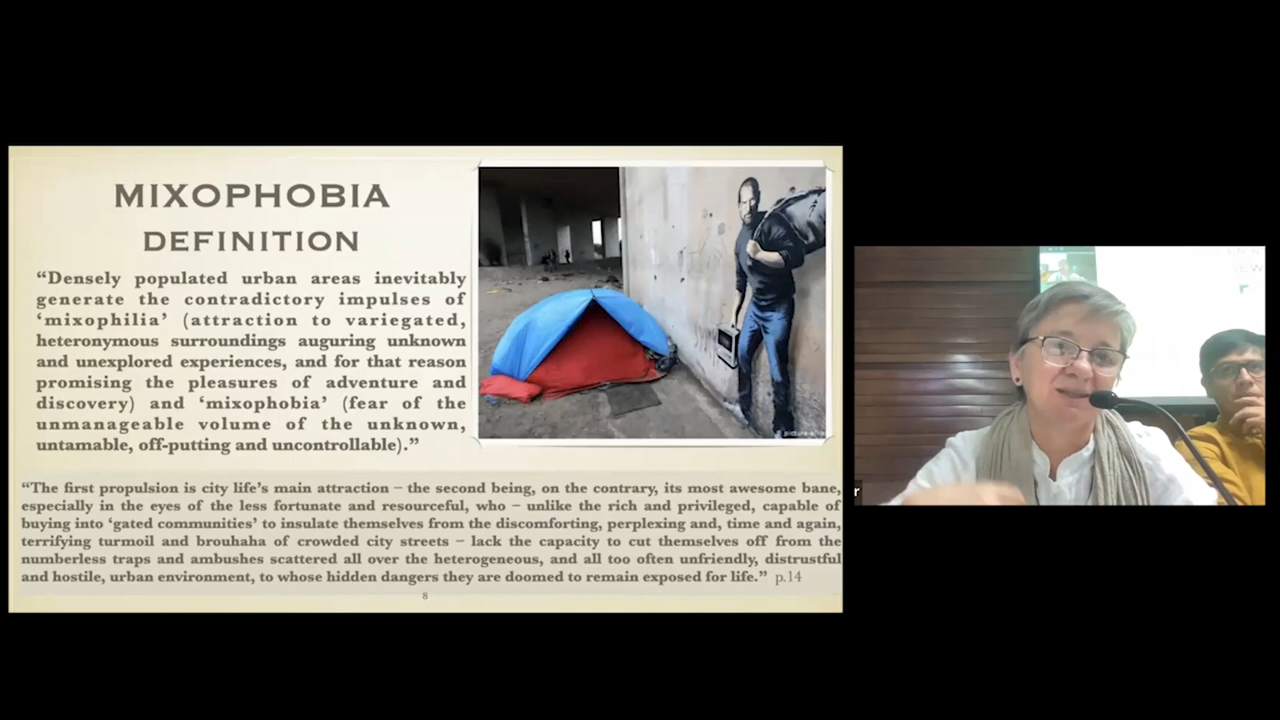 MIXOPHOBIA
DEFINITION
“Densely populated urban areas inevitably
generate the contradictory impulses of
‘mixophilia’ (attraction to variegated,
heteronymous surroundings auguring unknown
and unexplored experiences, and for that reason
promising the pleasures of adventure and
discovery) and ‘mixophobia’ (fear of the
unmanageable volume of the unknown,
untamable, off-putting and uncontrollable).”
“The first propulsion is city life’s main attraction – the second being, on the contrary, its most awesome bane,
especially in the eyes of the less fortunate and resourceful, who – unlike the rich and privileged, capable of
buying into ‘gated communities’ to insulate themselves from the discomforting, perplexing and, time and again,
terrifying turmoil and brouhaha of crowded city streets – lack the capacity to cut themselves off from the
numberless traps and ambushes scattered all over the heterogeneous, and all too often unfriendly, distrustful
and hostile, urban environment, to whose hidden dangers they are doomed to remain exposed for life.” p.14
8
r